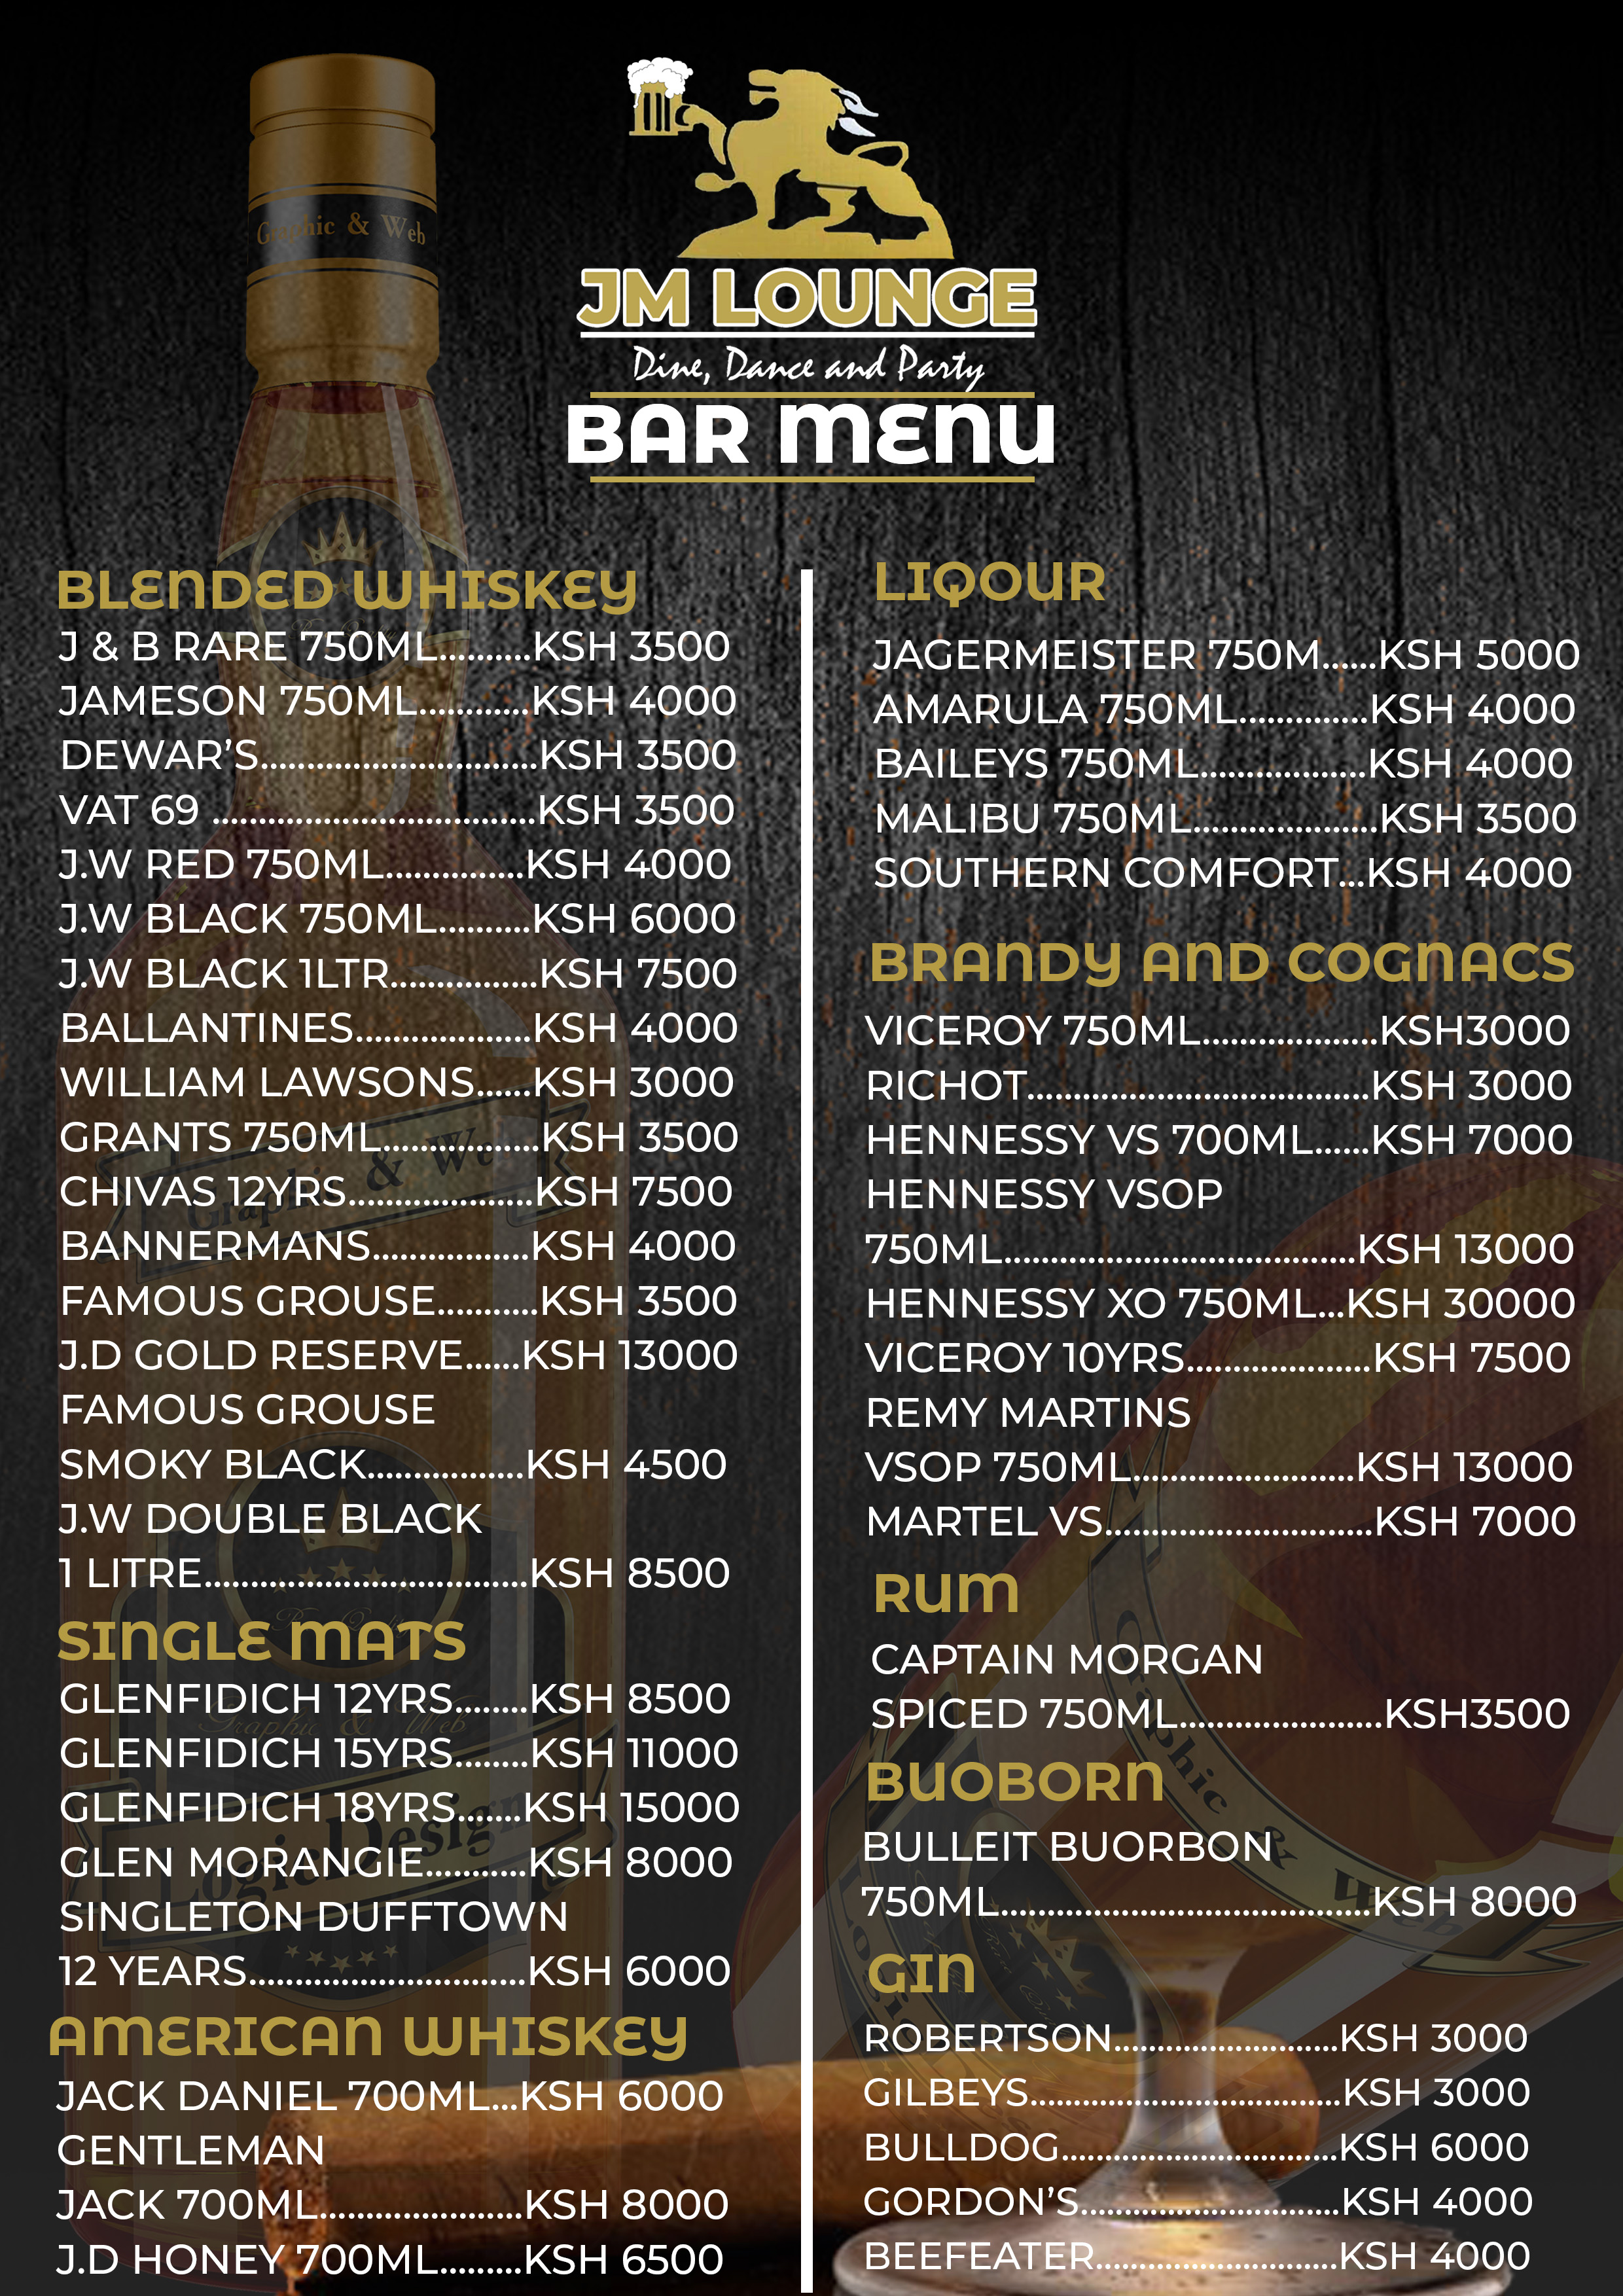 Graphic & Web
JM LOUNGE
Dine, Dance and Party
BAR MENU
BLENDED WHISKEY
J & B RARE 750ML..........KSH 3500
JAMESON 750ML............KSH 4000
DEWAR'S..............................KSH 3500
VAT 69 ...................................KSH 3500
J.W RED 750ML...............KSH 4000
J.W BLACK 750ML..........KSH 6000
J.W BLACK 1LTR................KSH 7500
BALLANTINES...................KSH 4000
WILLIAM LAWSONS......KSH 3000
GRANTS 750ML.................KSH 3500
CHIVAS 12YRS....................KSH 7500
BANNERMANS.................KSH 4000
FAMOUS GROUSE...........KSH 3500
J.D GOLD RESERVE......KSH 13000
FAMOUS GROUSE
SMOKY BLACK.................KSH 4500
J.W DOUBLE BLACK
1 LITRE...................................KSH 8500
SINGLE MATS
GLENFIDICH 12YRS........KSH 8500
GLENFIDICH 15YRS........KSH 11000
GLENFIDICH 18YRS.......KSH 15000
GLEN MORANGIE...........KSH 8000
SINGLETON DUFFTOWN
12 YEARS..............................KSH 6000
AMERICAN WHISKEY
JACK DANIEL 700ML...KSH 6000
GENTLEMAN
JACK 700ML......................KSH 8000
J.D HONEY 700ML.........KSH 6500
LIQOUR
JAGERMEISTER 750M......KSH 5000
AMARULA 750ML..............KSH 4000
BAILEYS 750ML..................KSH 4000
MALIBU 750ML....................KSH 3500
SOUTHERN COMFORT...KSH 4000
BRANDY AND COGNACS
VICEROY 750ML...................KSH3000
RICHOT.....................................KSH 3000
HENNESSY VS 700ML......KSH 7000
HENNESSY VSOP
750ML......................................KSH 13000
HENNESSY XO 750ML...KSH 30000
VICEROY 10YRS....................KSH 7500
REMY MARTINS
VSOP 750ML........................KSH 13000
MARTEL VS.............................KSH 7000
RUM
CAPTAIN MORGAN
SPICED 750ML......................KSH3500
BUOBORN
BULLEIT BUORBON
750ML........................................KSH 8000
GIN
ROBERTSON...........................KSH 3000
GILBEYS.....................................KSH 3000
BULLDOG.................................KSH 6000
GORDON'S...............................KSH 4000
BEEFEATER.............................KSH 4000